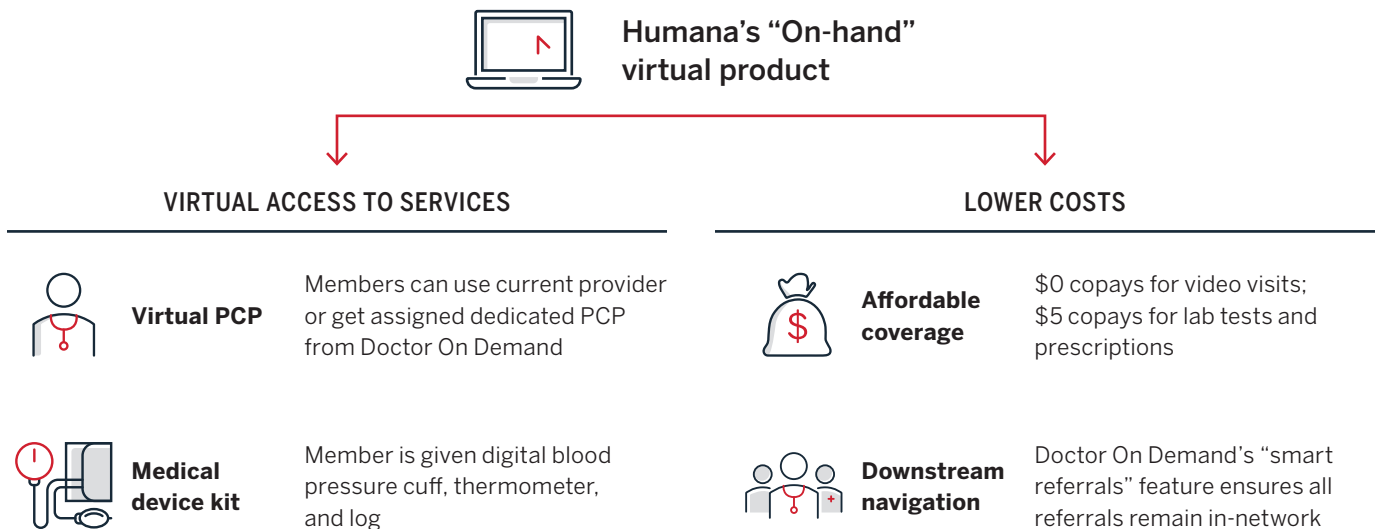 Humana's “On-hand”
virtual product
VIRTUAL ACCESS TO SERVICES
Virtual PCP
Members can use current provider
or get assigned dedicated PCP
from Doctor On Demand
Medical
device kit
Member is given digital blood
pressure cuff, thermometer,
and log
LOWER COSTS
$
Affordable
coverage
$0 copays for video visits;
$5 copays for lab tests and
prescriptions
Downstream
navigation
Doctor On Demand's “smart
referrals” feature ensures all
referrals remain in-network